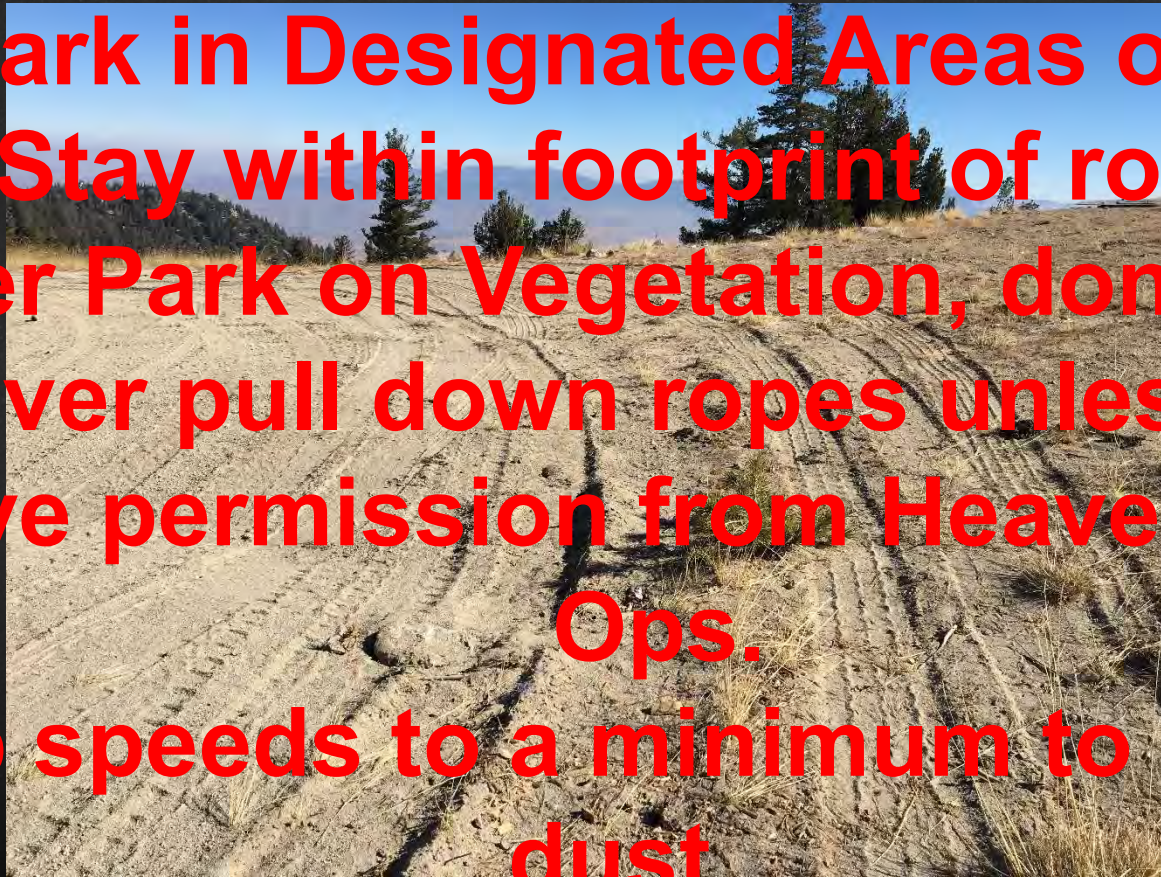 ark in Designated Areas o
Stay within footprint of ro
er Park on Vegetation, don
ver pull down ropes unles
ve permission from Heave
Ops.
speeds to a minimum to
dust